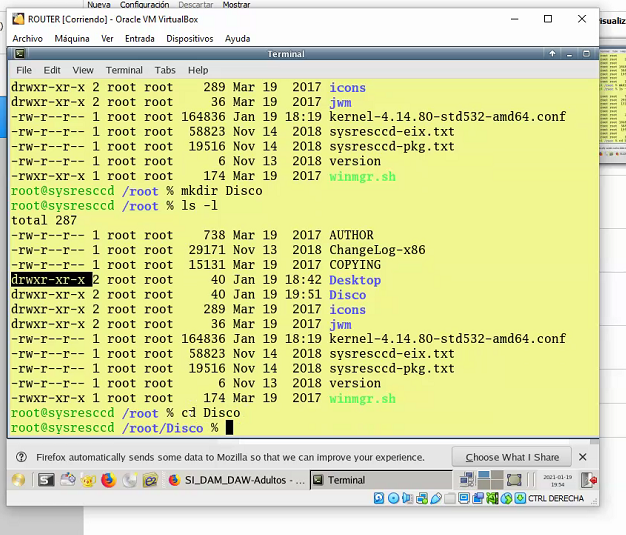 Nueva Configuración Descartar Mostrar
ROUTER [Corriendo] - Oracle VM VirtualBox
Archivo Máquina Ver Entrada Dispositivos Ayuda
Terminal
File Edit View Terminal Tabs Help
drwxr-xr-x 2 root root 289 Mar 19 2017 icons
drwxr-xr-x 2 root root 36 Mar 19 2017 jwm
-rw-r--r-- 1 root root 164836 Jan 19 18:19 kernel-4.14.80-std532-amd64.conf
-rw-r--r-- 1 root root 58823 Nov 14 2018 sysresccd-eix.txt
-rw-r--r-- 1 root root 19516 Nov 14 2018 sysresccd-pkg.txt
-rw-r--r-- 1 root root 6 Nov 13 2018 version
-rw-r--r-- 1 root root 174 Mar 19 2017 winmgr.sh
root@sysresccd /root % mkdir Disco
root@sysresccd /root % ls -l
total 287
-rw-r--r-- 1 root root 738 Mar 19 2017 AUTHOR
-rw-r--r-- 1 root root 29171 Nov 13 2018 ChangeLog-x86
-rw-r--r-- 1 root root 15131 Mar 19 2017 COPYING
drwxr-xr-x 2 root root 40 Jan 19 18:42 Desktop
drwxr-xr-x 2 root root 40 Jan 19 19:51 Disco
drwxr-xr-x 2 root root 289 Mar 19 2017 icons
drwxr-xr-x 2 root root 36 Mar 19 2017 jwm
-rw-r--r-- 1 root root 164836 Jan 19 18:19 kernel-4.14.80-std532-amd64.conf
-rw-r--r-- 1 root root 58823 Nov 14 2018 sysresccd-eix.txt
-rw-r--r-- 1 root root 19516 Nov 14 2018 sysresccd-pkg.txt
-rw-r--r-- 1 root root 6 Nov 13 2018 version
-rw-r--r-- 1 root root 174 Mar 19 2017 winmgr.sh
root@sysresccd /root % cd Disco
root@sysresccd /root/Disco %
Firefox automatically sends some data to Mozilla so that we can improve your experience. Choose What I Share
SI_DAM_DAW-Adultos - ... Terminal 2021-01-19
19:54
CTRL DERECHA